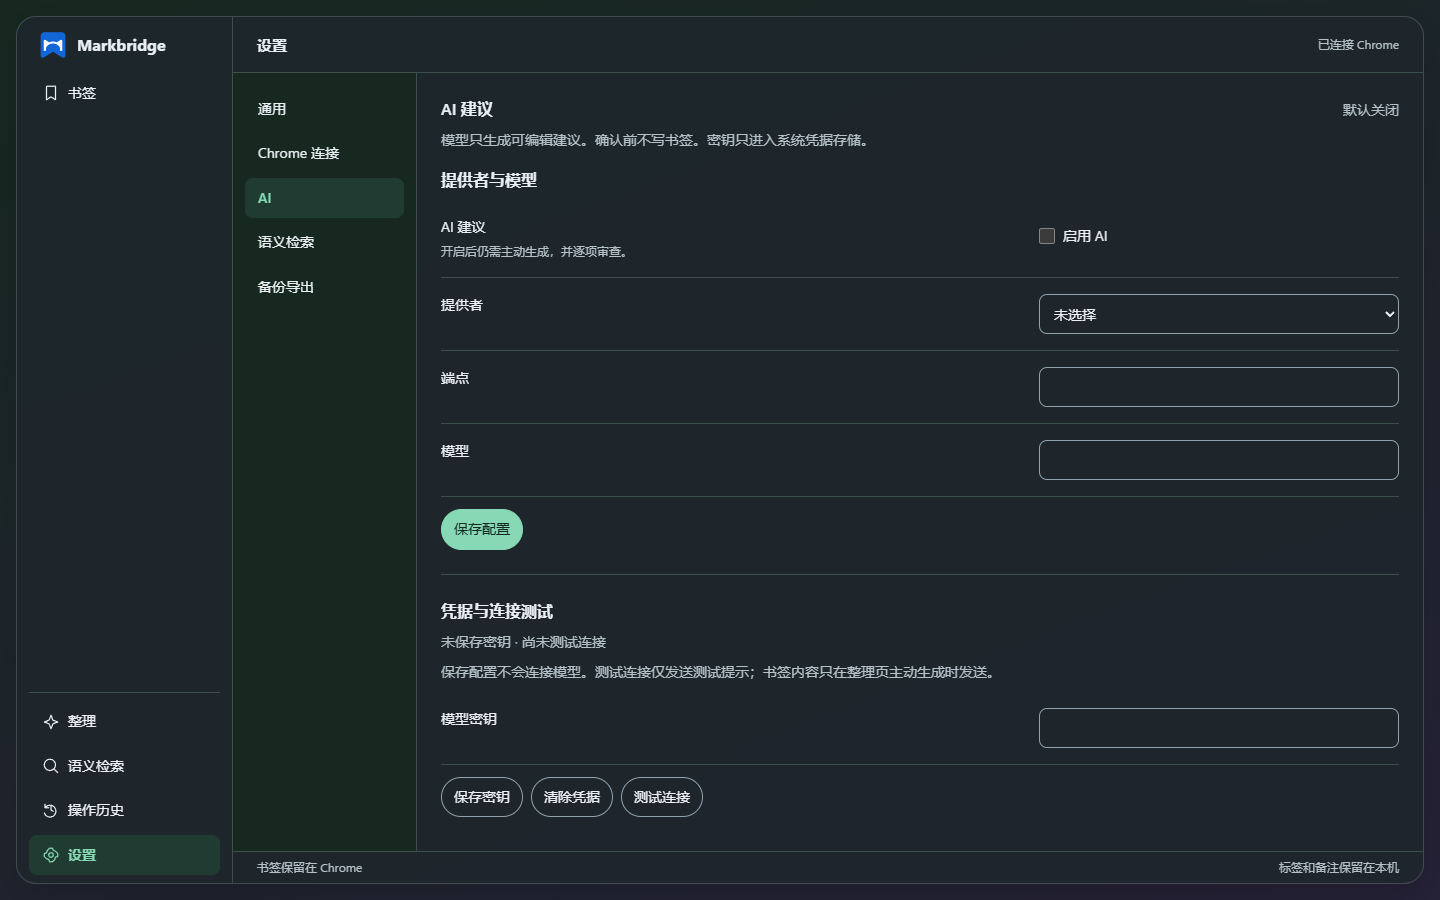 Markbridge
书签
整理
语义检索
操作历史
设置
设置
已连接 Chrome
通用
Chrome 连接
AI
语义检索
备份导出
AI 建议
默认关闭
模型只生成可编辑建议。确认前不写书签。密钥只进入系统凭据存储。
提供者与模型
AI 建议
开启后仍需主动生成，并逐项审查。
启用 AI
提供者
未选择
端点
模型
保存配置
凭据与连接测试
未保存密钥 · 尚未测试连接
保存配置不会连接模型。测试连接仅发送测试提示；书签内容只在整理页主动生成时发送。
模型密钥
保存密钥
清除凭据
测试连接
书签保留在 Chrome
标签和备注保留在本机